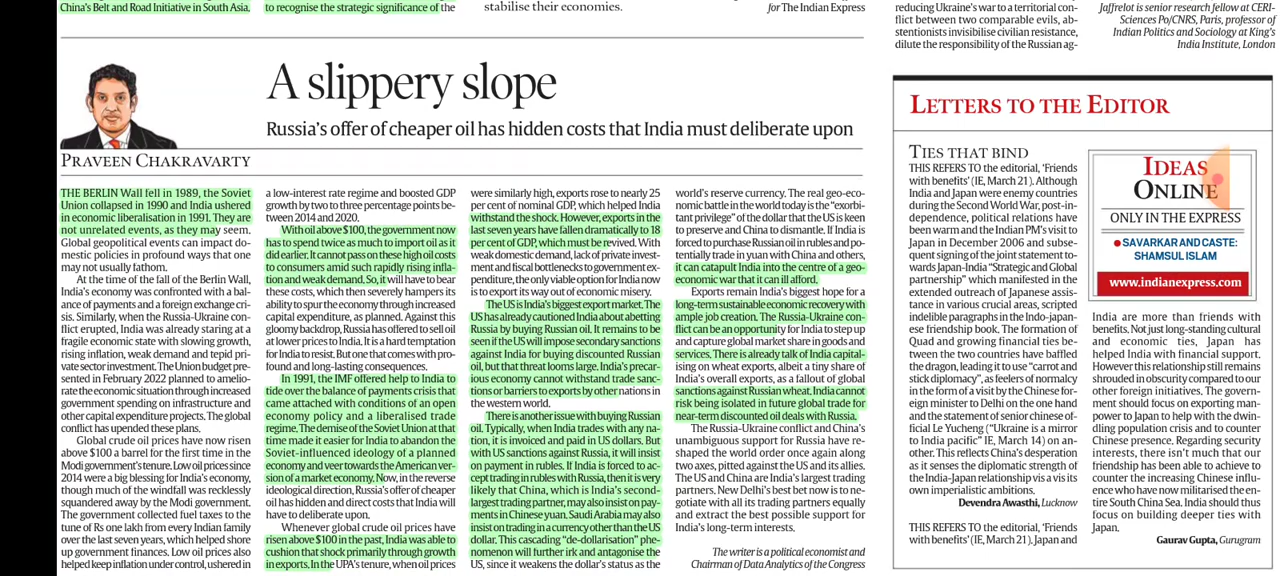 China's Belt and Road Initiative in South Asia.
to recognise the strategic significance of the
stabilise their economies.
for The Indian Express
reducing Ukraine's war to a territorial con-
flict between two comparable evils, ab-
stentionists invisibilise civilian resistance,
dilute the responsibility of the Russian ag-
Jaffrelot is senior research fellow at CERI-
Sciences Po/CNRS, Paris, professor of
Indian Politics and Sociology at King's
India Institute, London
A slippery slope
Russia's offer of cheaper oil has hidden costs that India must deliberate upon
PRAVEEN CHAKRAVARTY
THE BERLIN Wall fell in 1989, the Soviet
Union collapsed in 1990 and India ushered
in economic liberalisation in 1991. They are
not unrelated events, as they may seem.
Global geopolitical events can impact do-
mestic policies in profound ways that one
may not usually fathom.
At the time of the fall of the Berlin Wall,
India's economy was confronted with a bal-
ance of payments and a foreign exchange cri-
sis. Similarly, when the Russia-Ukraine con-
flict erupted, India was already staring at a
fragile economic state with slowing growth,
rising inflation, weak demand and tepid pri-
vate sector investment. The Union budget pre-
sented in February 2022 planned to amelio-
rate the economic situation through increased
government spending on infrastructure and
other capital expenditure projects. The global
conflict has upended these plans.
Global crude oil prices have now risen
above $100 a barrel for the first time in the
Modi government's tenure. Low oil prices since
2014 were a big blessing for India's economy,
though much of the windfall was recklessly
squandered away by the Modi government.
The government collected fuel taxes to the
tune of Rs one lakh from every Indian family
over the last seven years, which helped shore
up government finances. Low oil prices also
helped keep inflation under control, ushered in
a low-interest rate regime and boosted GDP
growth by two to three percentage points be-
tween 2014 and 2020.
With oil above $100, the government now
has to spend twice as much to import oil as it
did earlier. It cannot pass on these high oil costs
to consumers amid such rapidly rising infla-
tion and weak demand. So, it will have to bear
these costs, which then severely hampers its
ability to spur the economy through increased
capital expenditure, as planned. Against this
gloomy backdrop, Russia has offered to sell oil
at lower prices to India. It is a hard temptation
for India to resist. But one that comes with pro-
found and long-lasting consequences.
In 1991, the IMF offered help to India to
tide over the balance of payments crisis that
came attached with conditions of an open
economy policy and a liberalised trade
regime. The demise of the Soviet Union at that
time made it easier for India to abandon the
Soviet-influenced ideology of a planned
economy and veer towards the American ver-
sion of a market economy. Now, in the reverse
ideological direction, Russia's offer of cheaper
oil has hidden and direct costs that India will
have to deliberate upon.
Whenever global crude oil prices have
risen above $100 in the past, India was able to
cushion that shock primarily through growth
in exports. In the UPA's tenure, when oil prices
were similarly high, exports rose to nearly 25
per cent of nominal GDP, which helped India
withstand the shock. However, exports in the
last seven years have fallen dramatically to 18
per cent of GDP, which must be revived. With
weak domestic demand, lack of private invest-
ment and fiscal bottlenecks to government ex-
penditure, the only viable option for India now
is to export its way out of economic misery.
The US is India's biggest export market. The
US has already cautioned India about abetting
Russia by buying Russian oil. It remains to be
seen if the US will impose secondary sanctions
against India for buying discounted Russian
oil, but that threat looms large. India's precar-
ious economy cannot withstand trade sanc-
tions or barriers to exports by other nations in
the western world.
There is another issue with buying Russian
oil. Typically, when India trades with any na-
tion, it is invoiced and paid in US dollars. But
with US sanctions against Russia, it will insist
on payment in rubles. If India is forced to ac-
cept trading in rubles with Russia, then it is very
likely that China, which is India's second-
largest trading partner, may also insist on pay-
ments in Chinese yuan, Saudi Arabia may also
insist on trading in a currency other than the US
dollar. This cascading "de-dollarisation" phe-
nomenon will further irk and antagonise the
US, since it weakens the dollar's status as the
world's reserve currency. The real geo-eco-
nomic battle in the world today is the "exorbi-
tant privilege" of the dollar that the US is keen
to preserve and China to dismantle. If India is
forced to purchase Russian oil in rubles and po-
tentially trade in yuan with China and others,
it can catapult India into the centre of a geo-
economic war that it can ill afford.
Exports remain India's biggest hope for a
long-term sustainable economic recovery with
ample job creation. The Russia-Ukraine con-
flict can be an opportunity for India to step up
and capture global market share in goods and
services. There is already talk of India capital-
ising on wheat exports, albeit a tiny share of
India's overall exports, as a fallout of global
sanctions against Russian wheat. India cannot
risk being isolated in future global trade for
near-term discounted oil deals with Russia.
The Russia-Ukraine conflict and China's
unambiguous support for Russia have re-
shaped the world order once again along
two axes, pitted against the US and its allies.
The US and China are India's largest trading
partners. New Delhi's best bet now is to ne-
gotiate with all its trading partners equally
and extract the best possible support for
India's long-term interests.
The writer is a political economist and
Chairman of Data Analytics of the Congress
LETTERS TO THE EDITOR
TIES THAT BIND
THIS REFERS TO the editorial, 'Friends
with benefits' (IE, March 21). Although
India and Japan were enemy countries
during the Second World War, post-in-
dependence, political relations have
been warm and the Indian PM's visit to
Japan in December 2006 and subse-
quent signing of the joint statement to-
wards Japan-India "Strategic and Global
partnership" which manifested in the
extended outreach of Japanese assis-
tance in various crucial areas, scripted
indelible paragraphs in the Indo-japan-
ese friendship book. The formation of
Quad and growing financial ties be-
tween the two countries have baffled
the dragon, leading it to use "carrot and
stick diplomacy", as feelers of normalcy
in the form of a visit by the Chinese for-
eign minister to Delhi on the one hand
and the statement of senior chinese of-
ficial Le Yucheng ("Ukraine is a mirror
to India pacific" IE, March 14) on an-
other. This reflects China's desperation
as it senses the diplomatic strength of
the India-Japan relationship vis a vis its
own imperialistic ambitions.
Devendra Awasthi, Lucknow
THIS REFERS TO the editorial, 'Friends
with benefits' (IE, March 21). Japan and
IDEAS
ONLINE
ONLY IN THE EXPRESS
● SAVARKAR AND CASTE:
SHAMSUL ISLAM
www.indianexpress.com
India are more than friends with
benefits. Not just long-standing cultural
and economic ties, Japan has
helped India with financial support.
However this relationship still remains
shrouded in obscurity compared to our
other foreign initiatives. The govern-
ment should focus on exporting man-
power to Japan to help with the dwin-
dling population crisis and to counter
Chinese presence. Regarding security
interests, there isn't much that our
friendship has been able to achieve to
counter the increasing Chinese influ-
ence who have now militarised the en-
tire South China Sea. India should thus
focus on building deeper ties with
Japan.
Gaurav Gupta, Gurugram